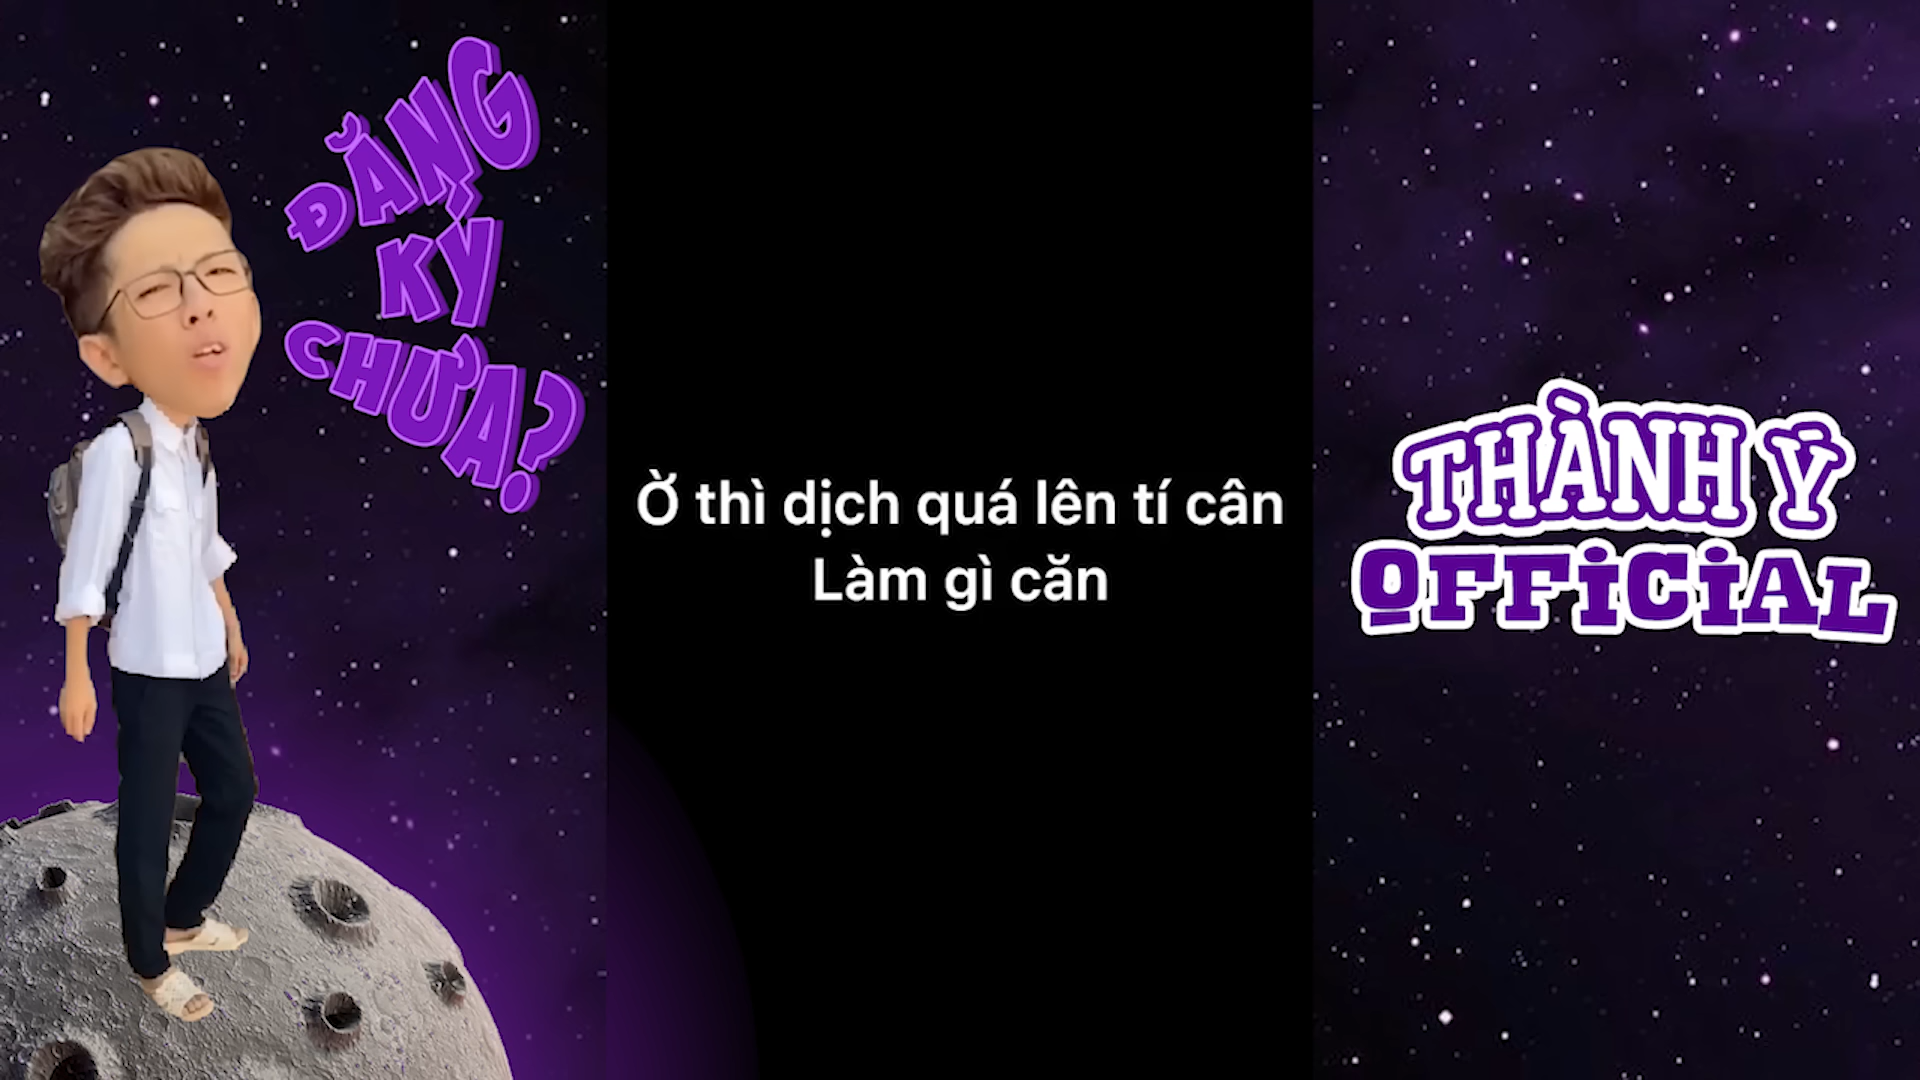 ĐĂNG
KÝ
CHƯA?
Ờ thì dịch quá lên tí cân
Làm gì căn
THÀNH Ý
OFFICIAL